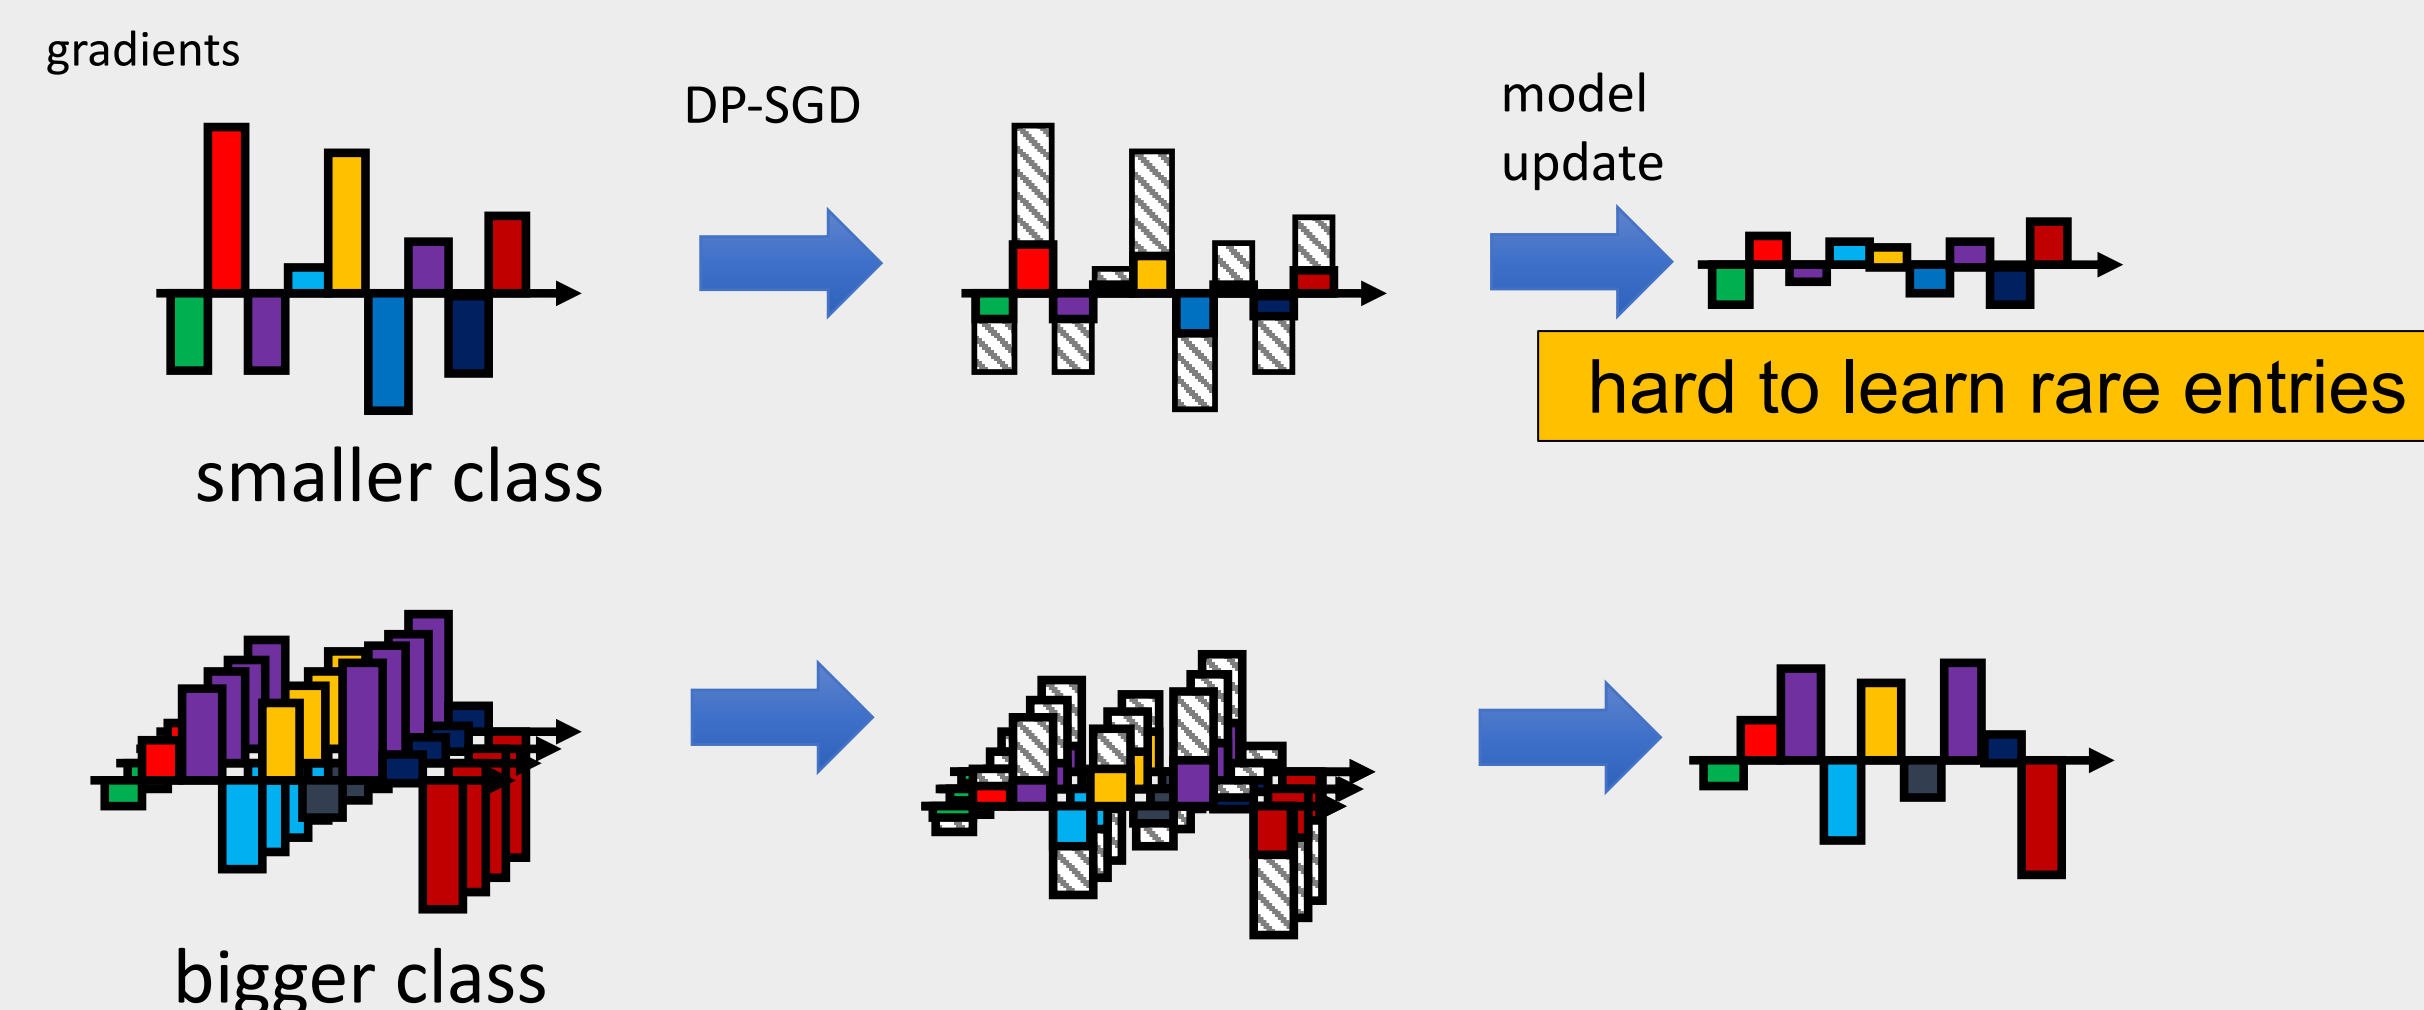 gradients
DP-SGD
model
update
hard to learn rare entries
smaller class
bigger class